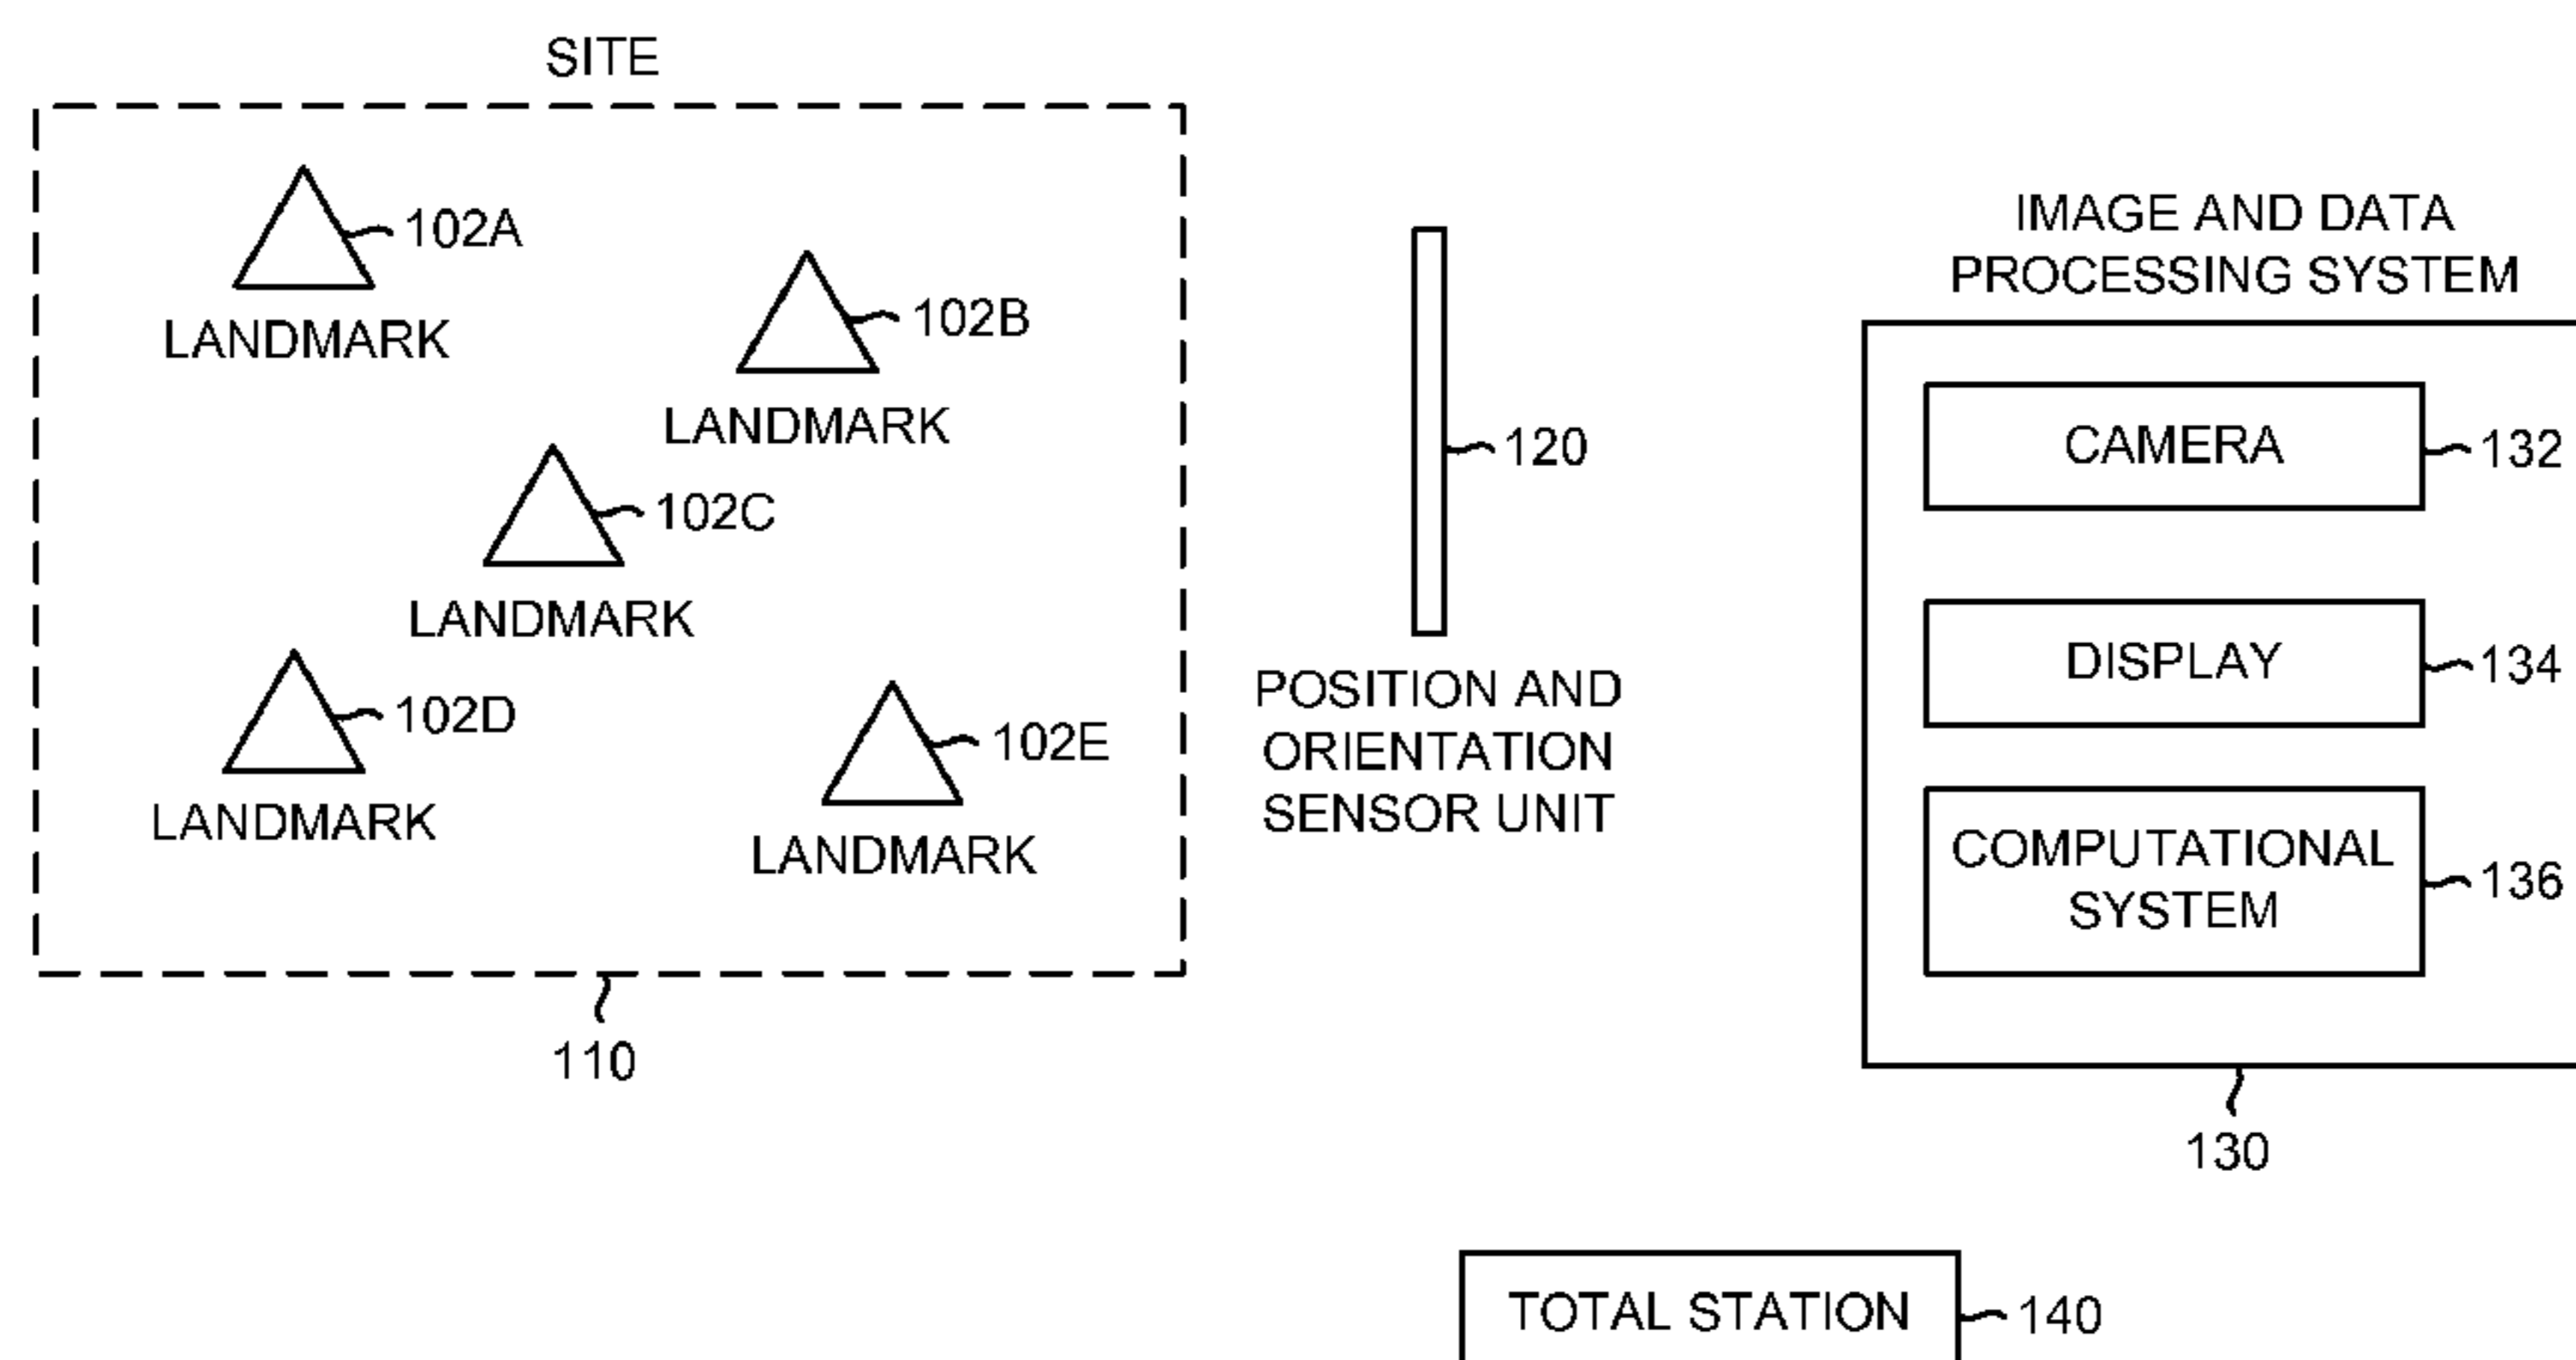 SITE
102A
LANDMARK
102B
LANDMARK
102C
LANDMARK
102D
LANDMARK
102E
LANDMARK
110
120
POSITION AND
ORIENTATION
SENSOR UNIT
IMAGE AND DATA
PROCESSING SYSTEM
CAMERA
132
DISPLAY
134
COMPUTATIONAL
SYSTEM
136
130
TOTAL STATION
140